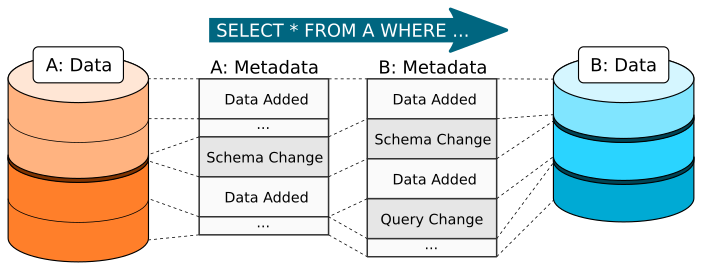 SELECT * FROM A WHERE ...
A: Data
A: Metadata
Data Added
...
Schema Change
Data Added
...
B: Metadata
Data Added
Schema Change
Data Added
Query Change
...
B: Data